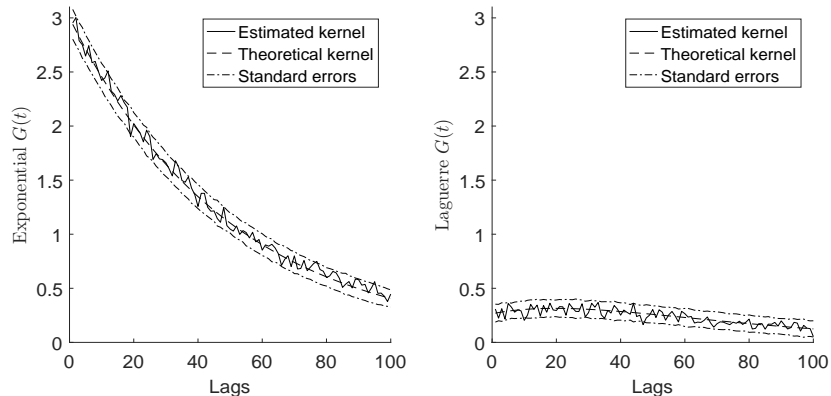 Exponential G(t)
3
2.5
2
1.5
1
0.5
0
0 20 40 60 80 100
Lags
Estimated kernel
Theoretical kernel
Standard errors
Laguerre G(t)
3
2.5
2
1.5
1
0.5
0
0 20 40 60 80 100
Lags
Estimated kernel
Theoretical kernel
Standard errors